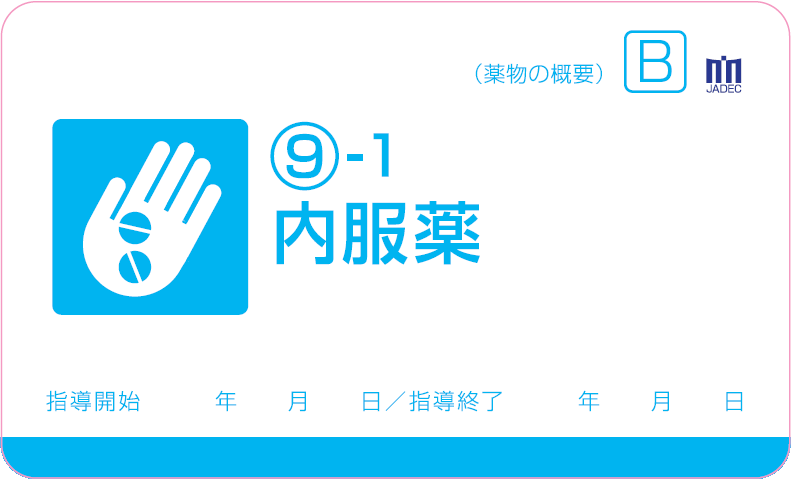 （薬物の概要） B
JADEC
⑨-1
内服薬
指導開始 年 月 日／指導終了 年 月 日